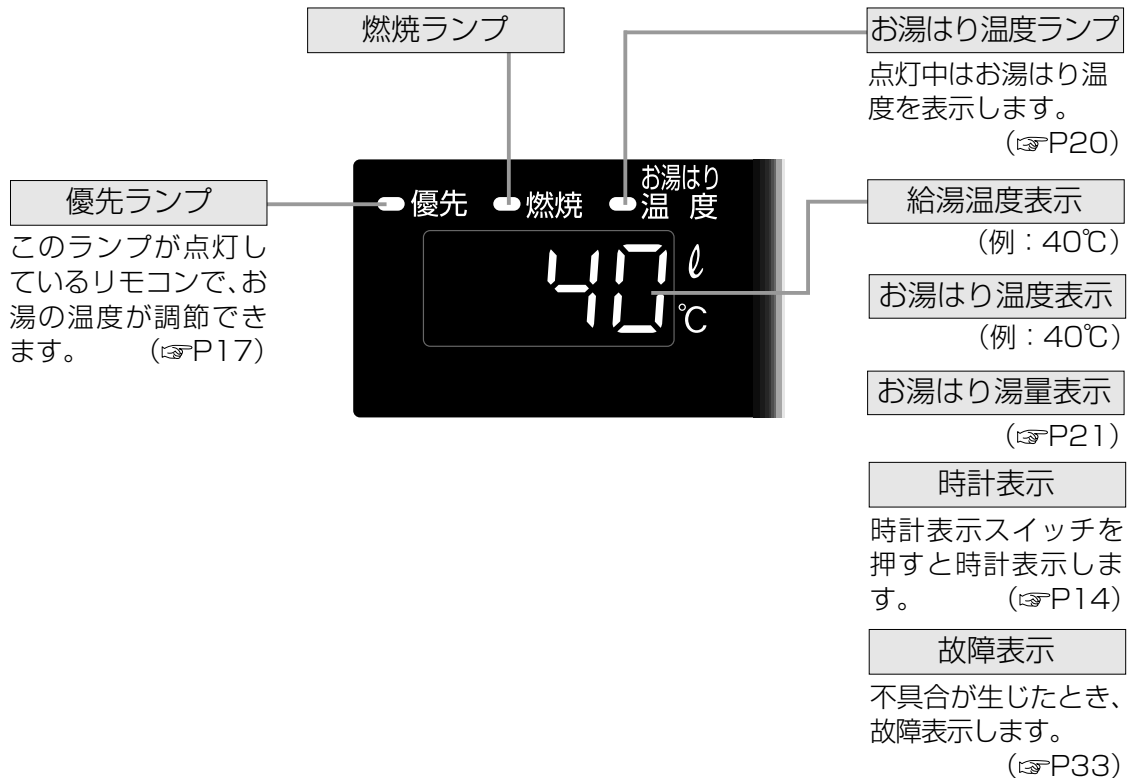 燃焼ランプ
優先ランプ
このランプが点灯し
ているリモコンで、お
湯の温度が調節でき
ます。 (☞P17)
優先 燃焼 お湯はり
温 度
40 ℓ
℃
お湯はり温度ランプ
点灯中はお湯はり温
度を表示します。
(☞P20)
給湯温度表示
(例：40℃)
お湯はり温度表示
(例：40℃)
お湯はり湯量表示
(☞P21)
時計表示
時計表示スイッチを
押すと時計表示しま
す。 (☞P14)
故障表示
不具合が生じたとき、
故障表示します。
(☞P33)